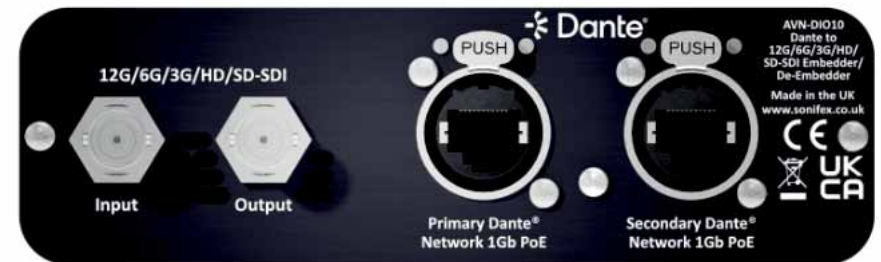 12G/6G/3G/HD/SD-SDI
Input
Output
Dante®
PUSH
PUSH
Primary Dante®
Network 1Gb PoE
Secondary Dante®
Network 1Gb PoE
AVN-DIO10
Dante to
12G/6G/3G/HD/
SD-SDI Embedder/
De-Embedder
Made in the UK
www.sonifex.co.uk
CE
UK
CA